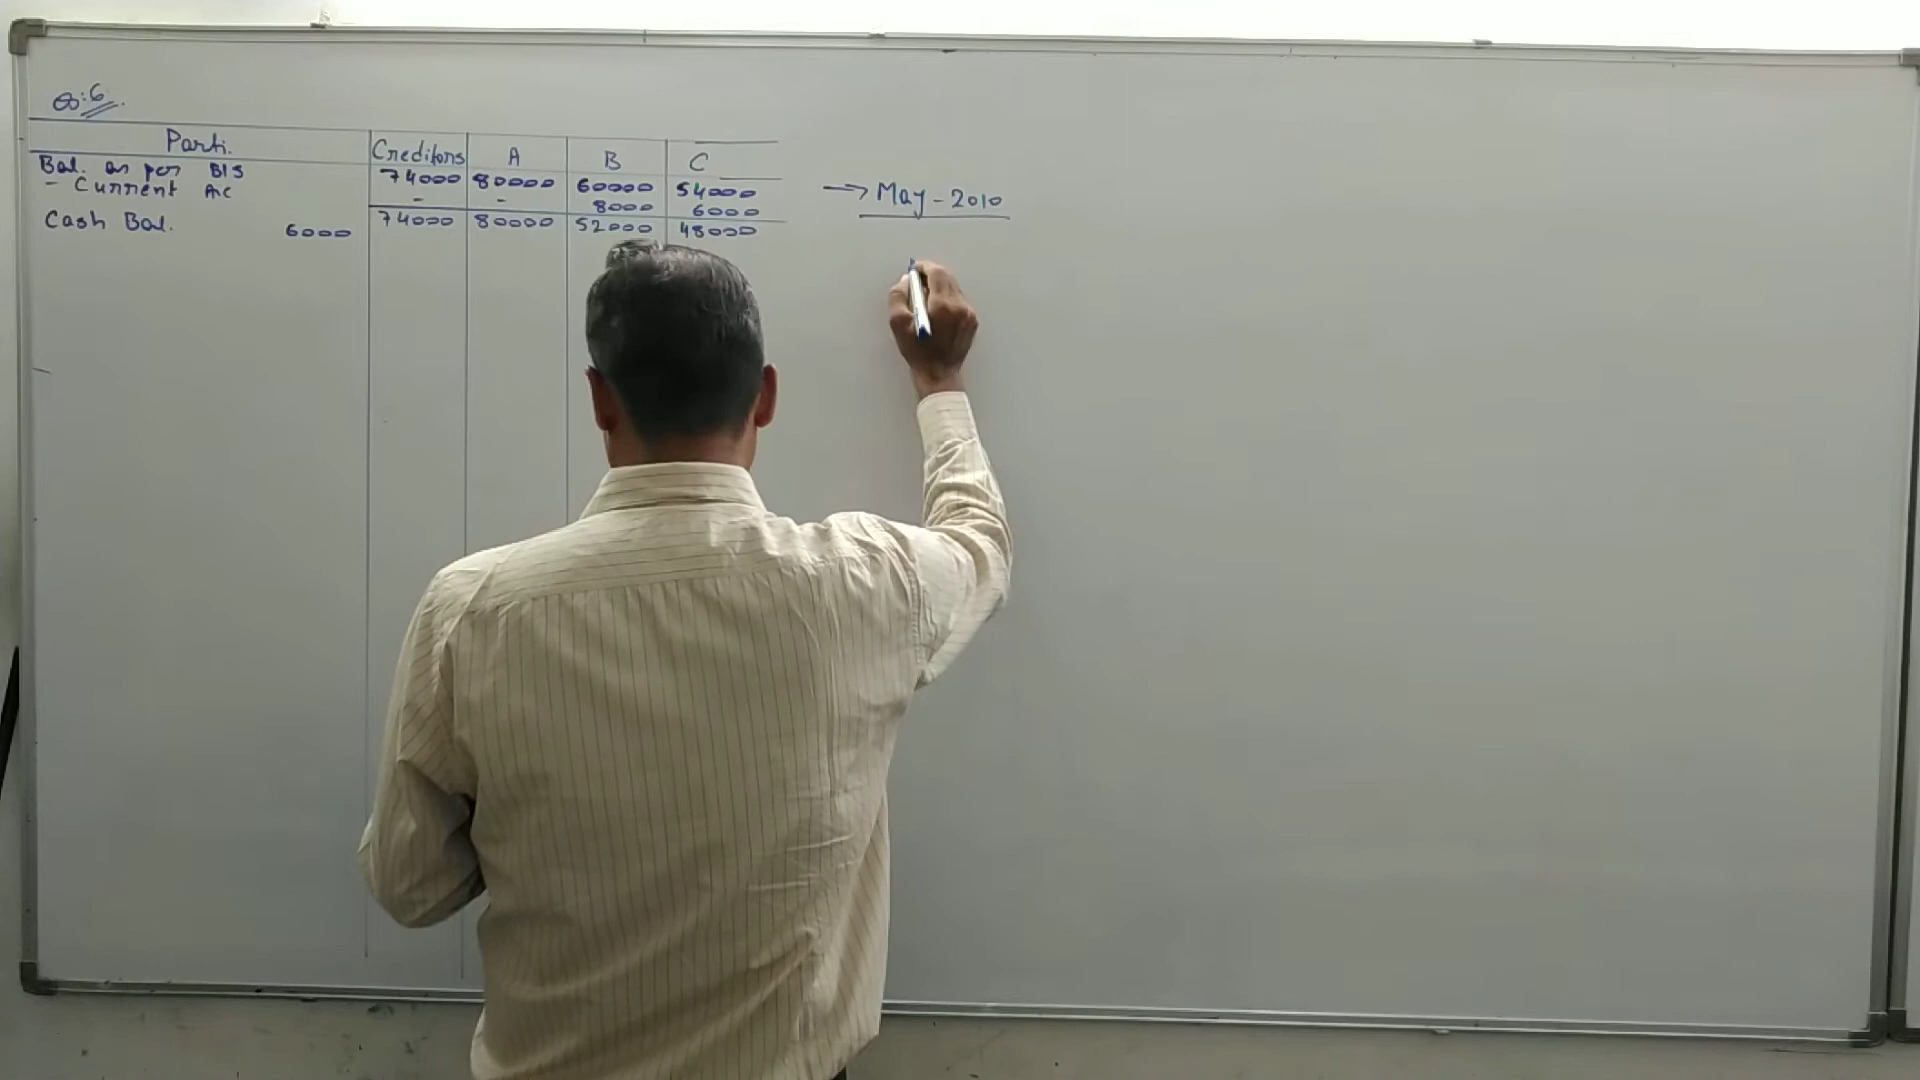 Parti. Creditors A B C
Bal. as per B/S 74000 80000 60000 54000
- Current A/C - - 8000 6000
74000 80000 52000 48000
Cash Bal. 6000
→ May - 2010